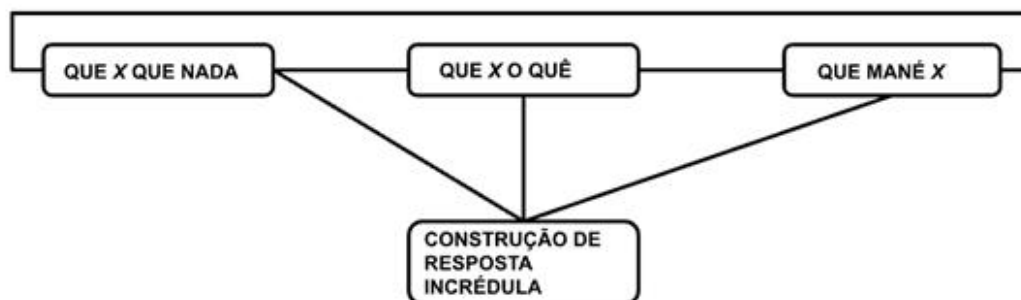 QUE X QUE NADA
QUE X O QUÊ
QUE MANÉ X
CONSTRUÇÃO DE
RESPOSTA
INCRÉDULA